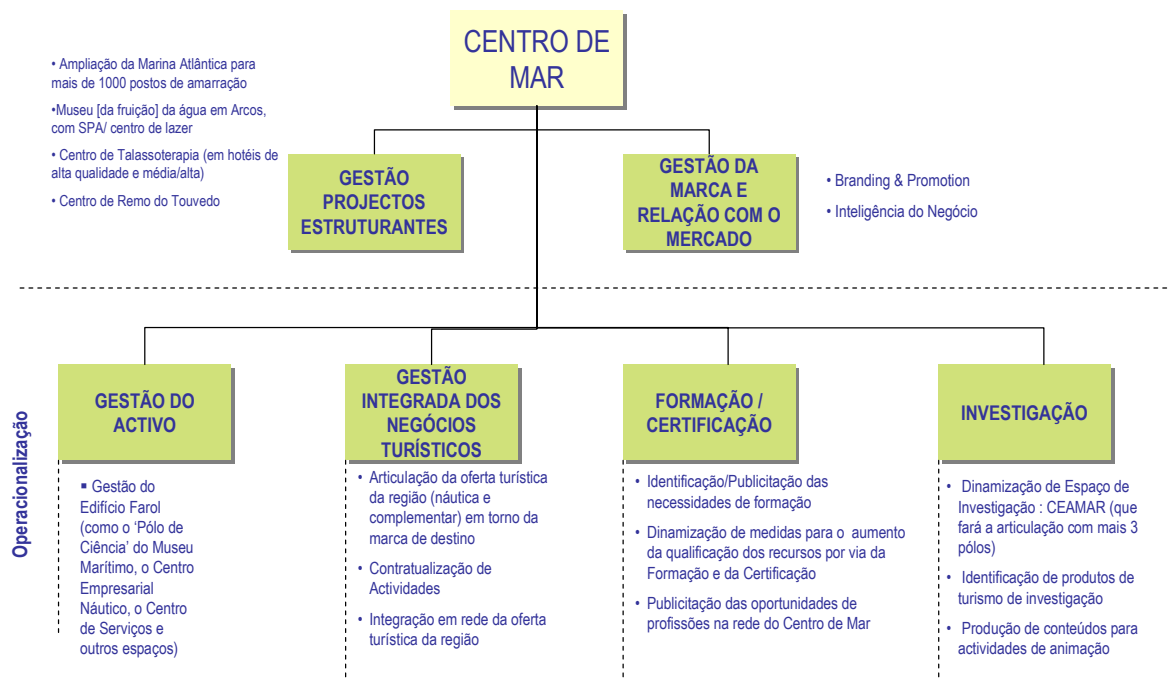 CENTRO DE
MAR
• Ampliação da Marina Atlântica para
mais de 1000 postos de amarração
•Museu [da fruição] da água em Arcos,
com SPA/ centro de lazer
• Centro de Talassoterapia (em hotéis de
alta qualidade e média/alta)
• Centro de Remo do Touvedo
GESTÃO
PROJECTOS
ESTRUTURANTES
GESTÃO DA
MARCA E
RELAÇÃO COM O
MERCADO
• Branding & Promotion
• Inteligência do Negócio
Operacionalização
GESTÃO DO
ACTIVO
▪ Gestão do
Edifício Farol
(como o ‘Pólo de
Ciência’ do Museu
Marítimo, o Centro
Empresarial
Náutico, o Centro
de Serviços e
outros espaços)
GESTÃO
INTEGRADA DOS
NEGÓCIOS
TURÍSTICOS
• Articulação da oferta turística
da região (náutica e
complementar) em torno da
marca de destino
• Contratualização de
Actividades
• Integração em rede da oferta
turística da região
FORMAÇÃO /
CERTIFICAÇÃO
• Identificação/Publicitação das
necessidades de formação
• Dinamização de medidas para o aumento
da qualificação dos recursos por via da
Formação e da Certificação
• Publicitação das oportunidades de
profissões na rede do Centro de Mar
INVESTIGAÇÃO
• Dinamização de Espaço de
Investigação : CEAMAR (que
fará a articulação com mais 3
pólos)
• Identificação de produtos de
turismo de investigação
• Produção de conteúdos para
actividades de animação